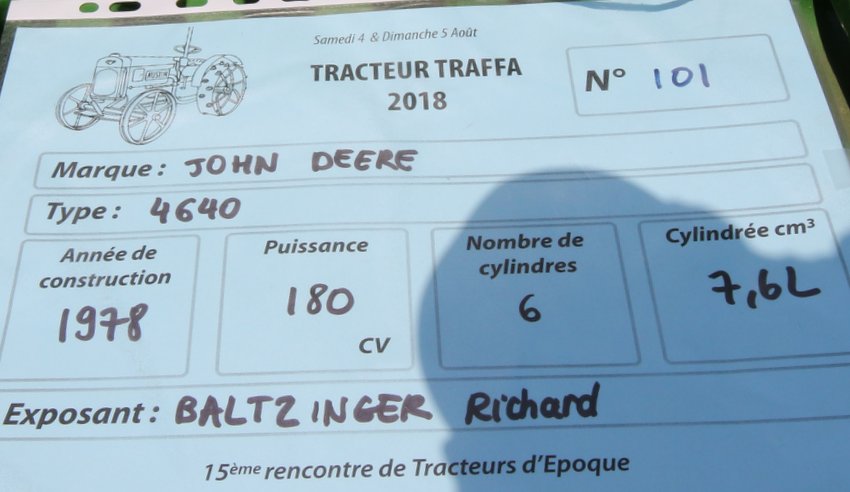 Samedi 4 & Dimanche 5 Août
TRACTEUR TRAFFA
2018
N° 101
AUSTIN
Marque : JOHN DEERE
Type : 4640
Année de construction
1978
Puissance
180
CV
Nombre de cylindres
6
Cylindrée cm³
7,6L
Exposant : BALTZINGER Richard
15ème rencontre de Tracteurs d'Epoque